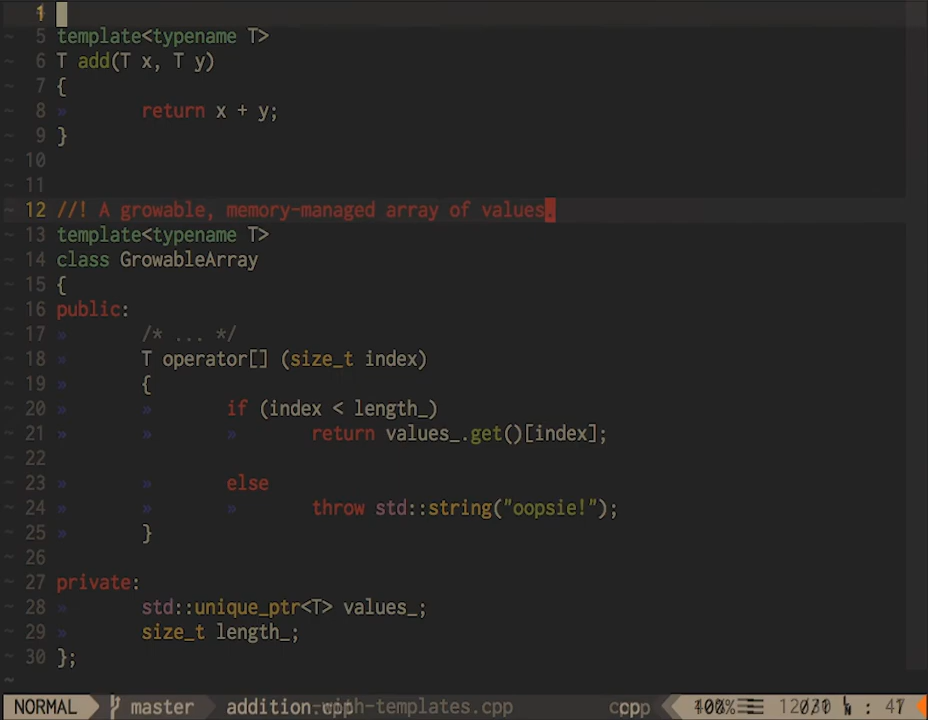 1
5 template<typename T>
6 T add(T x, T y)
7 {
8 » return x + y;
9 }
10
11
12 //! A growable, memory-managed array of values.
13 template<typename T>
14 class GrowableArray
15 {
16 public:
17 » /* ... */
18 » T operator[] (size_t index)
19 » {
20 » » if (index < length_)
21 » » » return values_.get()[index];
22
23 » » else
24 » » » throw std::string("oopsie!");
25 » }
26
27 private:
28 » std::unique_ptr<T> values_;
29 » size_t length_;
30 };
NORMAL master cpp